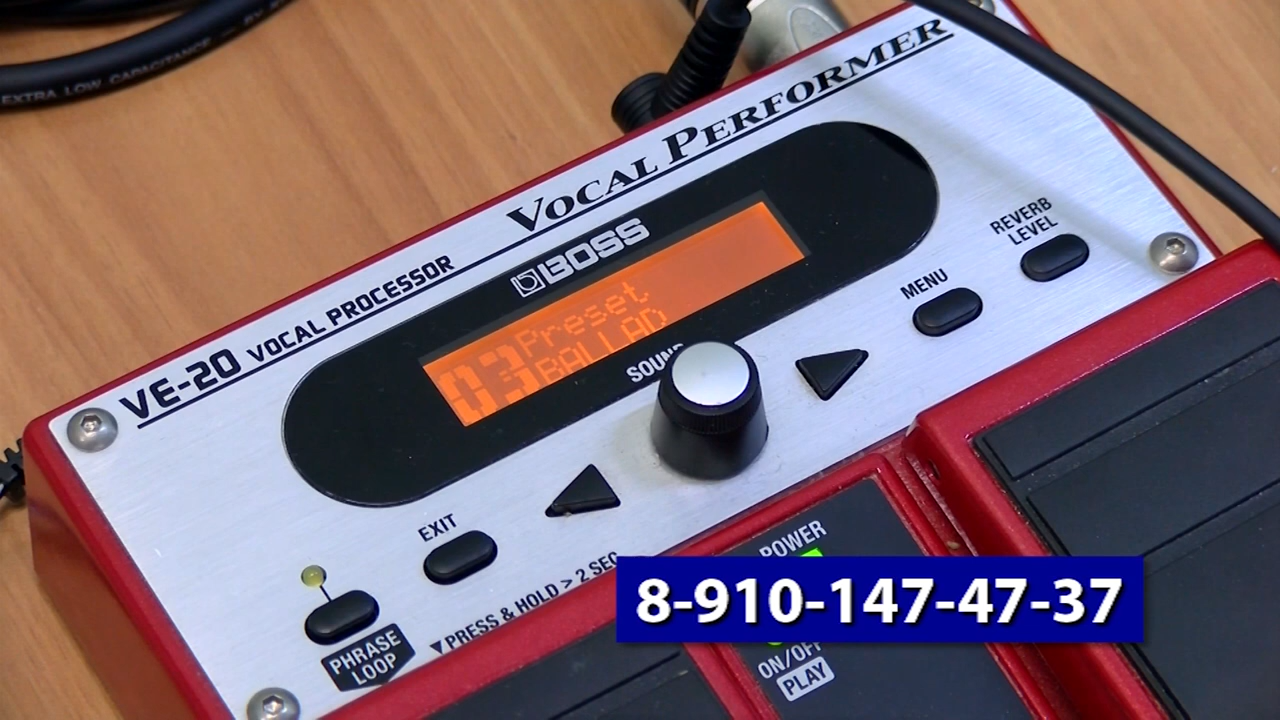 EXTRA LOW CAPACITANCE
BY
VOCAL PERFORMER
VE-20 VOCAL PROCESSOR
BOSS
REVERB
LEVEL
MENU
03 Preset
BALLAD
SOUND
EXIT
PHRASE
LOOP
▼PRESS & HOLD > 2 SEC
POWER
8-910-147-47-37
ON/OFF
PLAY